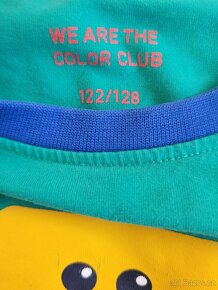 WE ARE THE
COLOR CLUB
122/128